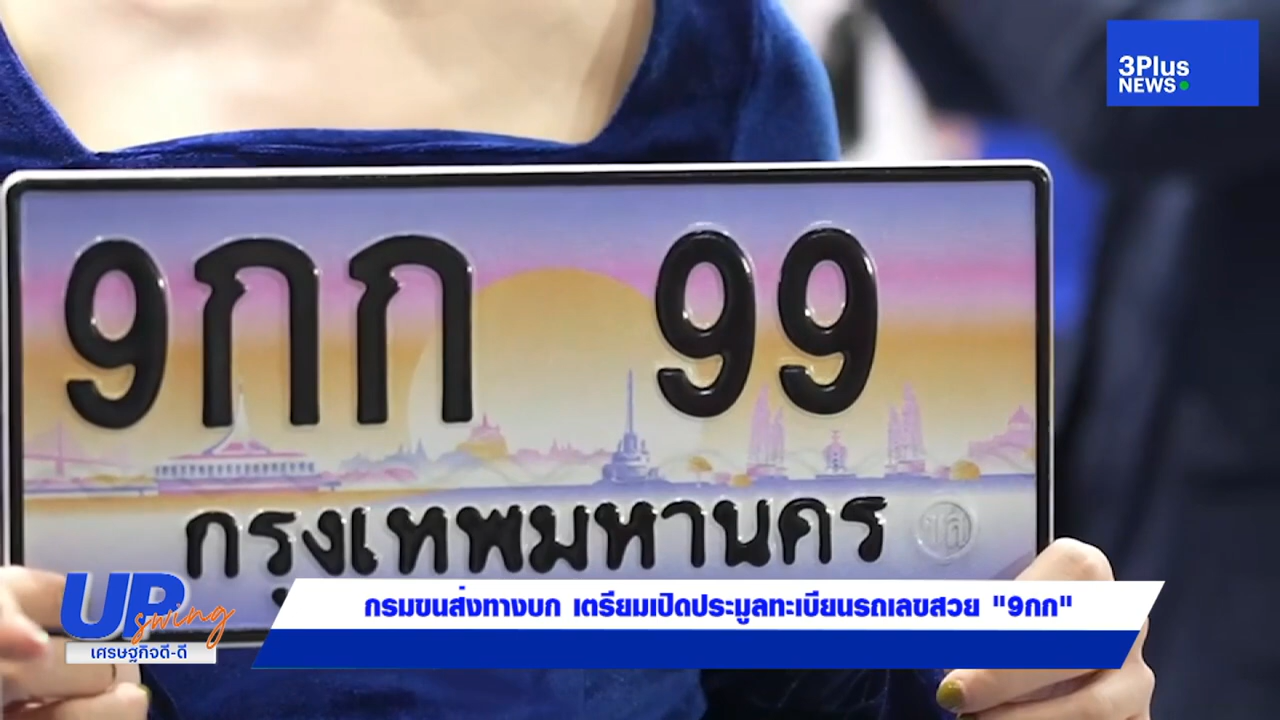 3Plus
NEWS
9กก 99
กรุงเทพมหานคร
ขส
UP
swing
เศรษฐกิจดี-ดี
กรมขนส่งทางบก เตรียมเปิดประมูลทะเบียนรถเลขสวย "9กก"